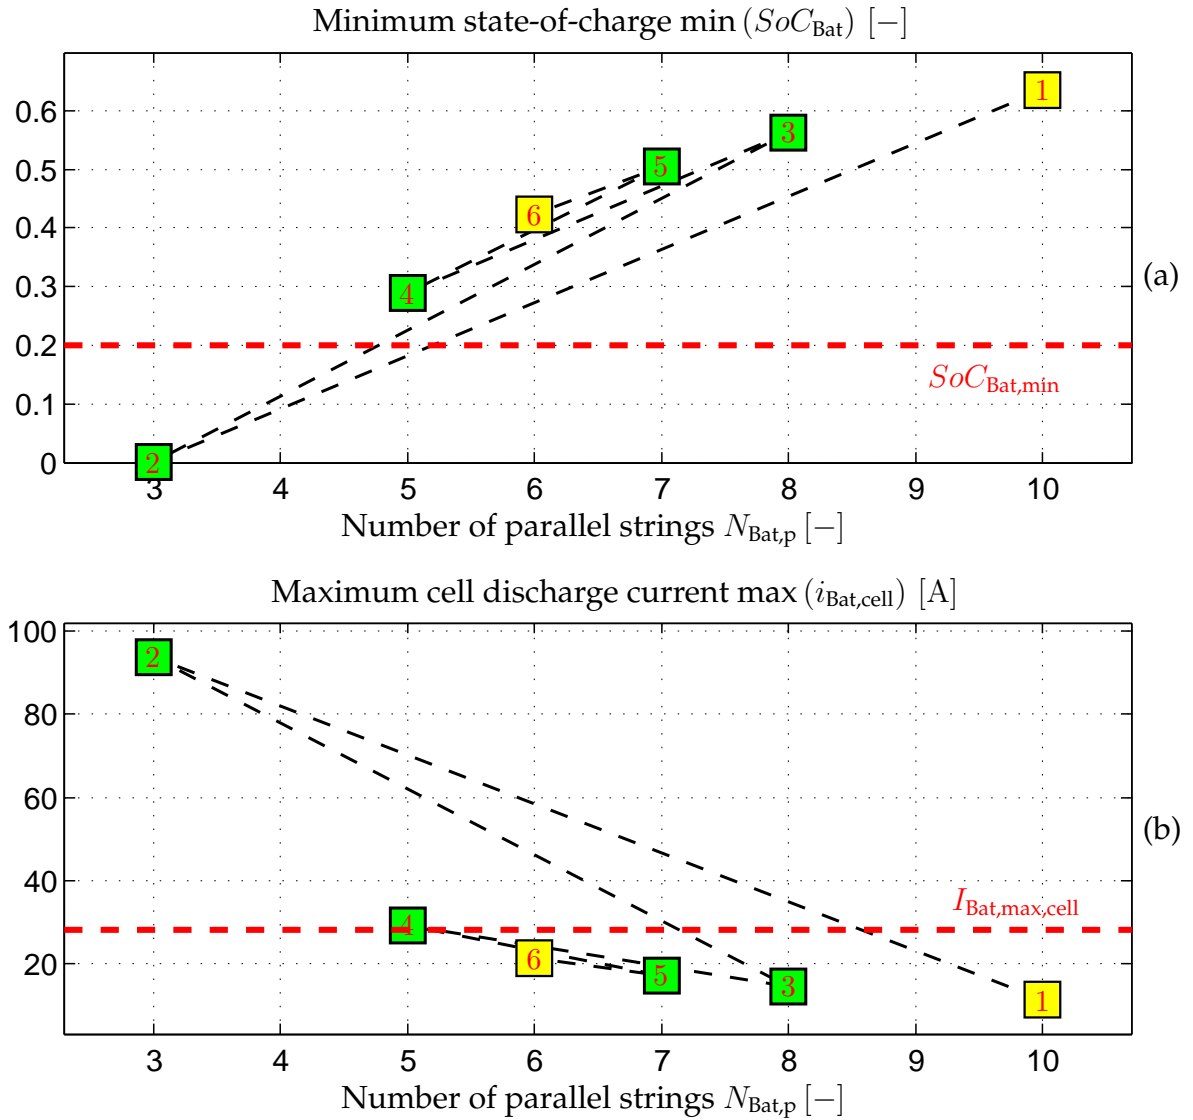 Minimum state-of-charge min (SoC_Bat) [−]
0.6
0.5
0.4
0.3
0.2
0.1
0
1
3
5
6
4
2
SoC_Bat,min
(a)
3 4 5 6 7 8 9 10
Number of parallel strings N_Bat,p [−]
Maximum cell discharge current max (i_Bat,cell) [A]
100
80
60
40
20
2
4
6
5
3
1
I_Bat,max,cell
(b)
3 4 5 6 7 8 9 10
Number of parallel strings N_Bat,p [−]